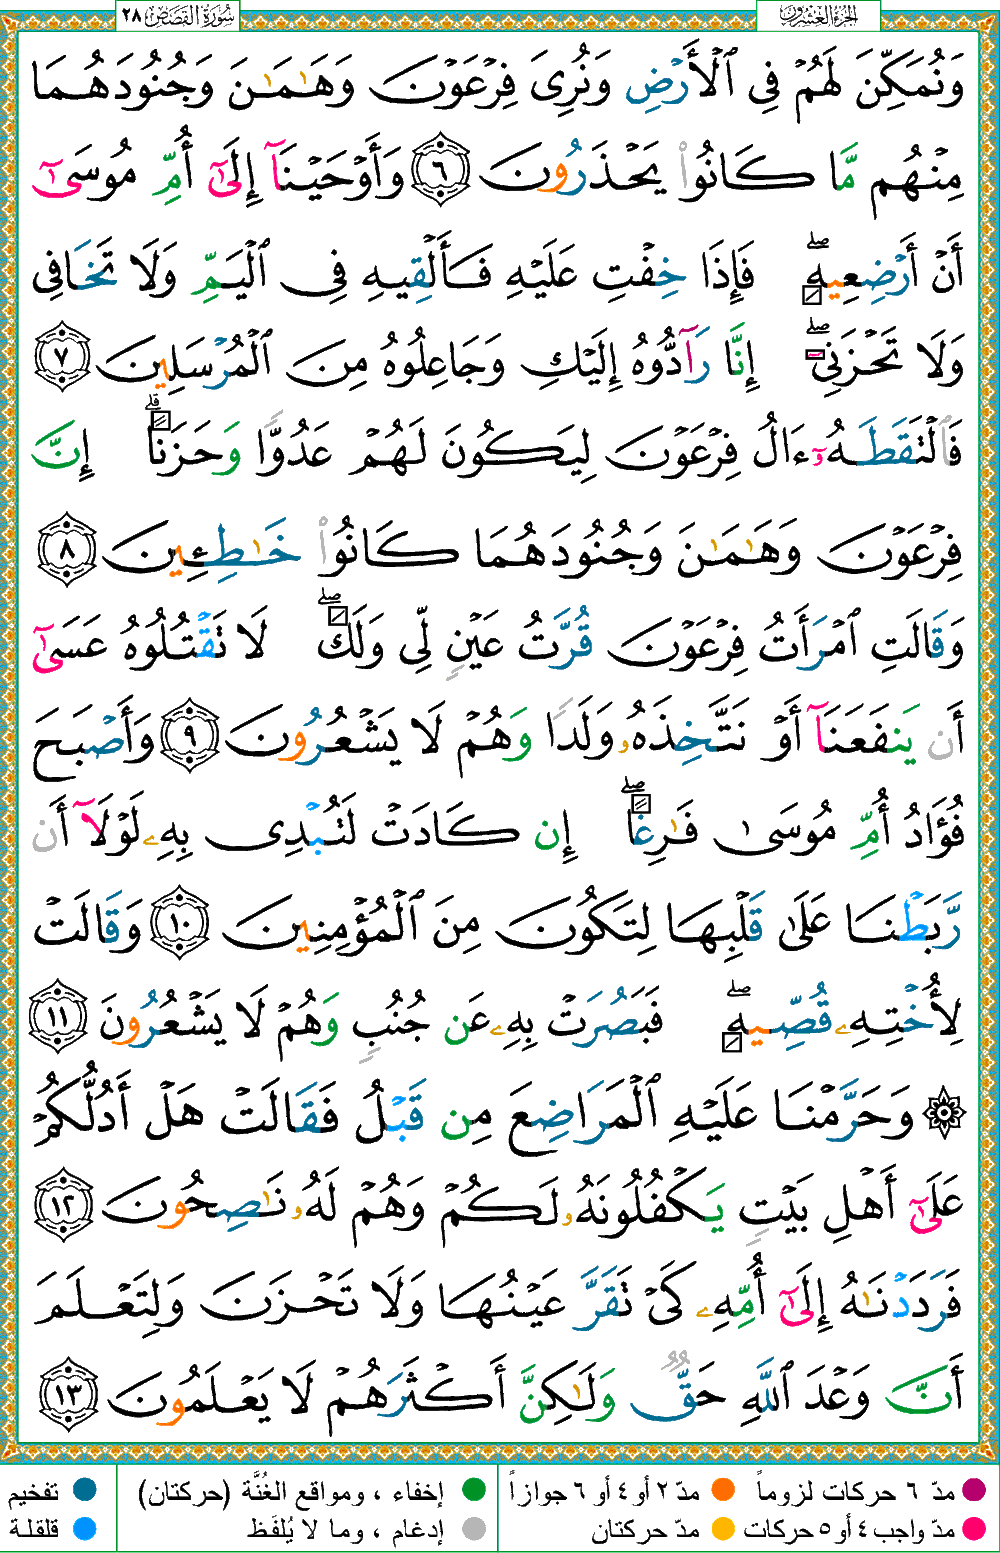 الجزء العشرون
سورة القصص ٢٨
وَنُمَكِّنَ لَهُمْ فِى ٱلْأَرْضِ وَنُرِىَ فِرْعَوْنَ وَهَـٰمَـٰنَ وَجُنُودَهُمَا
مِنْهُم مَّا كَانُوا۟ يَحْذَرُونَ ٦ وَأَوْحَيْنَآ إِلَىٰٓ أُمِّ مُوسَىٰٓ
أَنْ أَرْضِعِيهِ ۖ فَإِذَا خِفْتِ عَلَيْهِ فَأَلْقِيهِ فِى ٱلْيَمِّ وَلَا تَخَافِى
وَلَا تَحْزَنِىٓ ۖ إِنَّا رَآدُّوهُ إِلَيْكِ وَجَاعِلُوهُ مِنَ ٱلْمُرْسَلِينَ ٧
فَٱلْتَقَطَهُۥٓ ءَالُ فِرْعَوْنَ لِيَكُونَ لَهُمْ عَدُوًّا وَحَزَنًا ۗ إِنَّ
فِرْعَوْنَ وَهَـٰمَـٰنَ وَجُنُودَهُمَا كَانُوا۟ خَـٰطِـِٔينَ ٨
وَقَالَتِ ٱمْرَأَتُ فِرْعَوْنَ قُرَّتُ عَيْنٍ لِّى وَلَكَ ۖ لَا تَقْتُلُوهُ عَسَىٰٓ
أَن يَنفَعَنَآ أَوْ نَتَّخِذَهُۥ وَلَدًا وَهُمْ لَا يَشْعُرُونَ ٩ وَأَصْبَحَ
فُؤَادُ أُمِّ مُوسَىٰ فَـٰرِغًا ۖ إِن كَادَتْ لَتُبْدِى بِهِۦ لَوْلَآ أَن
رَّبَطْنَا عَلَىٰ قَلْبِهَا لِتَكُونَ مِنَ ٱلْمُؤْمِنِينَ ١٠ وَقَالَتْ
لِأُخْتِهِۦ قُصِّيهِ ۖ فَبَصُرَتْ بِهِۦ عَن جُنُبٍ وَهُمْ لَا يَشْعُرُونَ ١١
۞ وَحَرَّمْنَا عَلَيْهِ ٱلْمَرَاضِعَ مِن قَبْلُ فَقَالَتْ هَلْ أَدُلُّكُمْ
عَلَىٰٓ أَهْلِ بَيْتٍ يَكْفُلُونَهُۥ لَكُمْ وَهُمْ لَهُۥ نَـٰصِحُونَ ١٢
فَرَدَدْنَـٰهُ إِلَىٰٓ أُمِّهِۦ كَىْ تَقَرَّ عَيْنُهَا وَلَا تَحْزَنَ وَلِتَعْلَمَ
أَنَّ وَعْدَ ٱللَّهِ حَقٌّ وَلَـٰكِنَّ أَكْثَرَهُمْ لَا يَعْلَمُونَ ١٣
مدّ ٦ حركات لزوماً مدّ ٢ أو ٤ أو ٦ جوازاً إخفاء ، ومواقع الغُنَّة (حركتان) تفخيم
مدّ واجب ٤ أو ٥ حركات مدّ حركتان إدغام ، وما لا يُلفَظ قلقلة